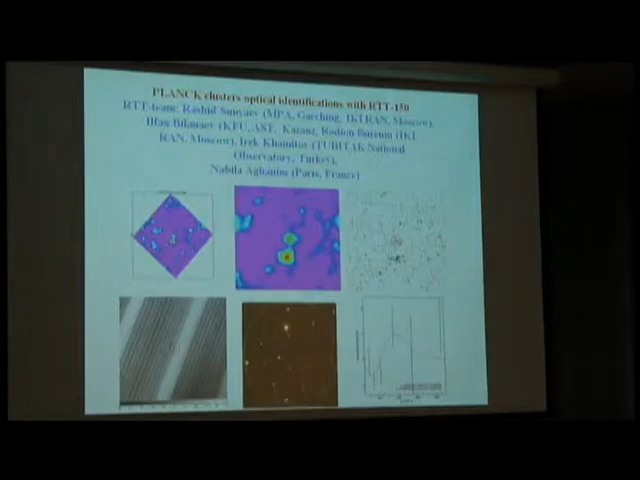 PLANCK clusters optical identifications with RTT-150
RTT-team: Rashid Sunyaev (MPA, Garching, IKI RAN, Moscow),
Ilfan Bikmaev (KFU, AST, Kazan), Rodion Burenin (IKI
RAN, Moscow), Irek Khamitov (TUBITAK National
Observatory, Turkey),
Nabila Aghanim (Paris, France)